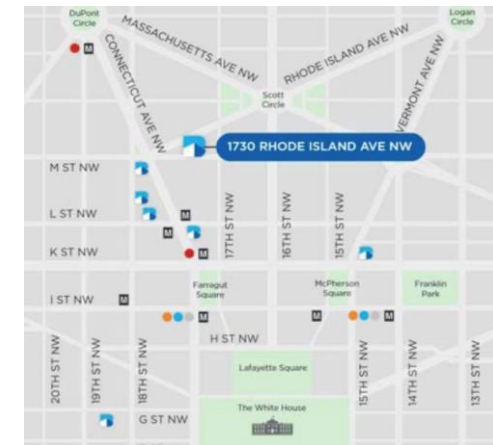 DuPont
Circle
Logan
Circle
MASSACHUSETTS AVE NW
RHODE ISLAND AVE NW
CONNECTICUT AVE NW
VERMONT AVE NW
M
Scott
Circle
1730 RHODE ISLAND AVE NW
M ST NW
L ST NW
M
M
K ST NW
M
17TH ST NW
16TH ST NW
15TH ST NW
Farragut
Square
McPherson
Square
Franklin
Park
I ST NW
M
M
M
M
H ST NW
20TH ST NW
19TH ST NW
18TH ST NW
15TH ST NW
14TH ST NW
13TH ST NW
Lafayette Square
The White House
G ST NW